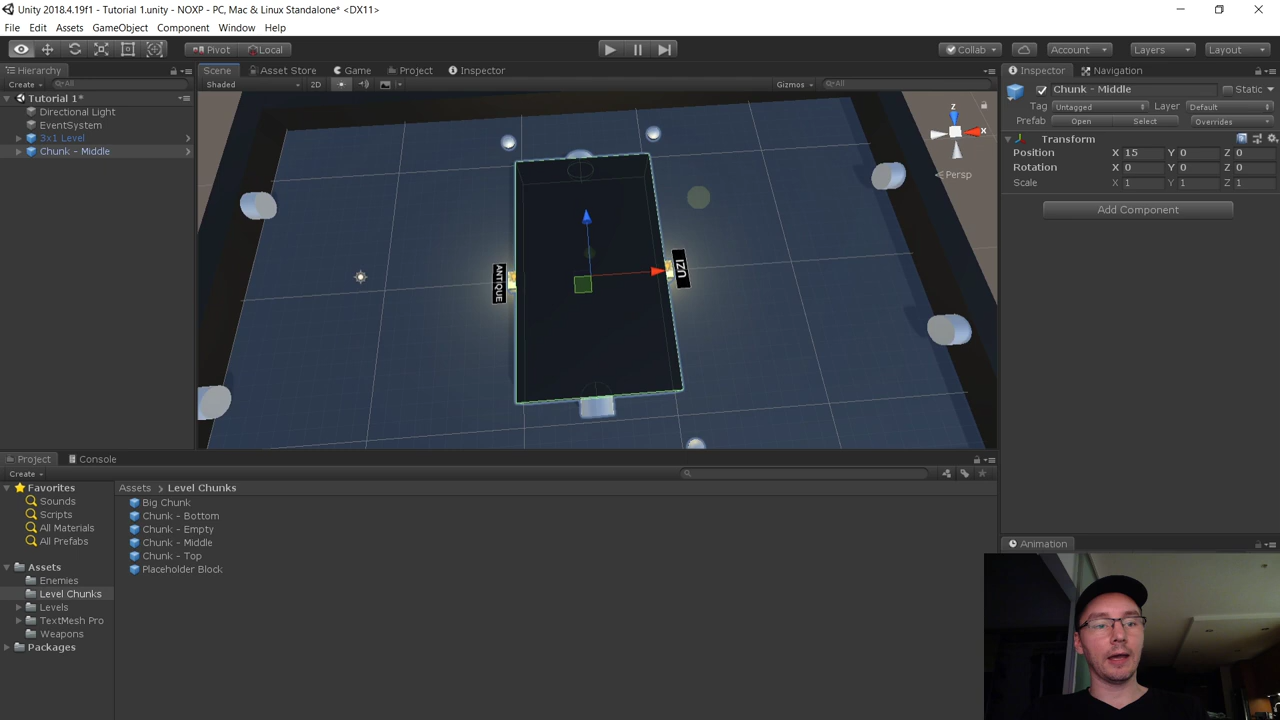 Unity 2018.4.19f1 - Tutorial 1.unity - NOXP - PC, Mac & Linux Standalone* <DX11>
File Edit Assets GameObject Component Window Help
Pivot Local Collab Account Layers Layout
Hierarchy Scene Asset Store Game Project Inspector Inspector Navigation
Create All Shaded 2D Gizmos All Chunk - Middle Static
Tutorial 1*
Tag Untagged Layer Default
Directional Light
Prefab Open Select Overrides
EventSystem
3x1 Level
Transform
Chunk - Middle
Position X 15 Y 0 Z 0
Rotation X 0 Y 0 Z 0
Scale X 1 Y 1 Z 1
Add Component
z
x
Persp
ANTIQUE
IZU
Project Console
Create
Favorites
Sounds
Scripts
All Materials
All Prefabs
Assets
Enemies
Level Chunks
Levels
TextMesh Pro
Weapons
Packages
Assets > Level Chunks
Big Chunk
Chunk - Bottom
Chunk - Empty
Chunk - Middle
Chunk - Top
Placeholder Block
Animation